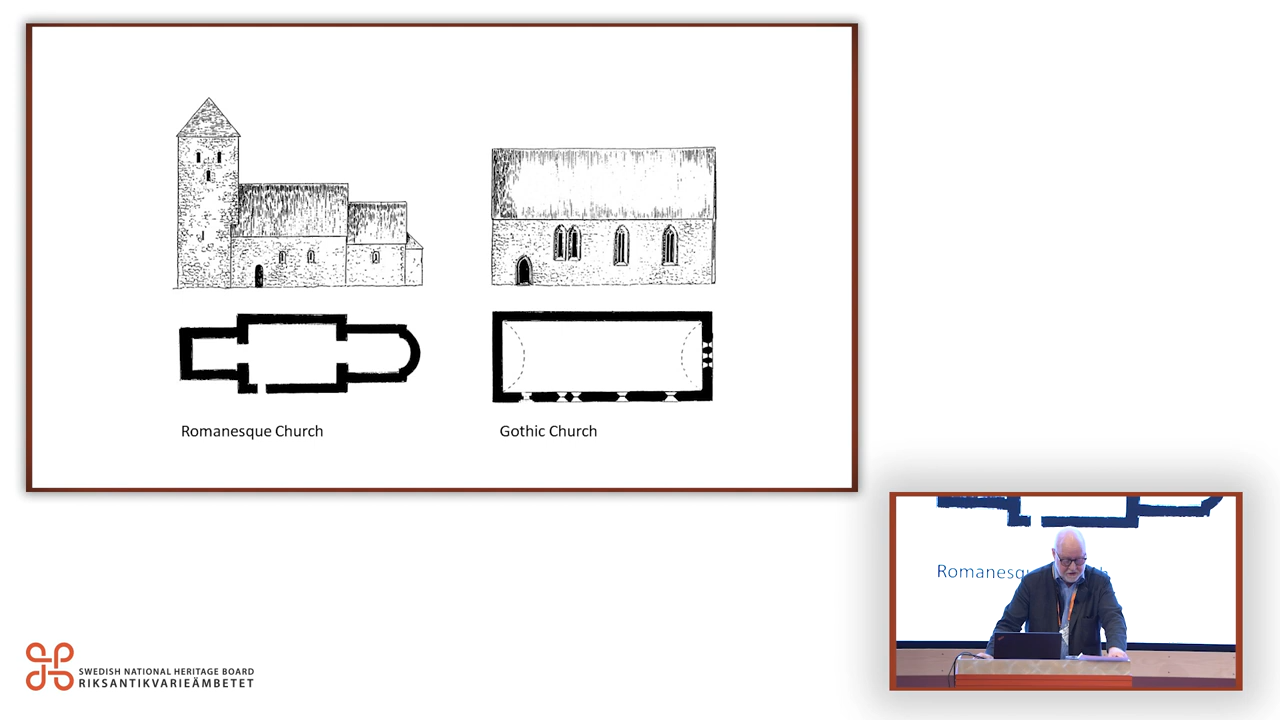 Romanesque Church
Gothic Church
Romanesq
SWEDISH NATIONAL HERITAGE BOARD
RIKSANTIKVARIEÄMBETET